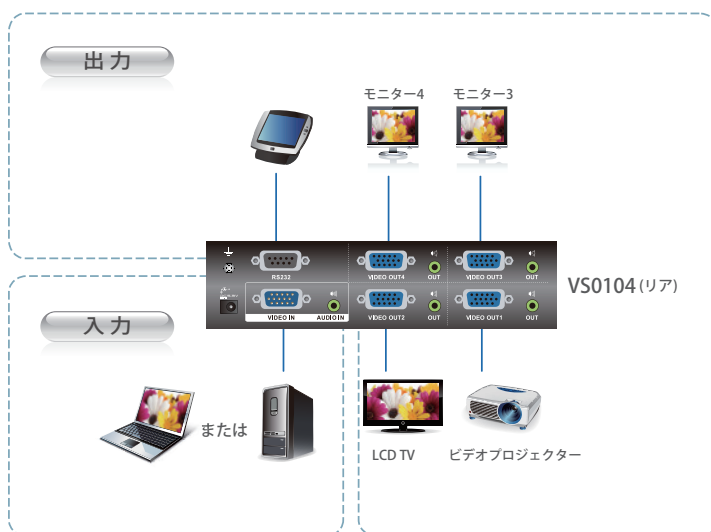 出力
モニター4
モニター3
RS232
VIDEO OUT4
OUT
VIDEO OUT3
OUT
VS0104 (リア)
VIDEO IN
AUDIO IN
VIDEO OUT2
OUT
VIDEO OUT1
OUT
入力
または
LCD TV
ビデオプロジェクター